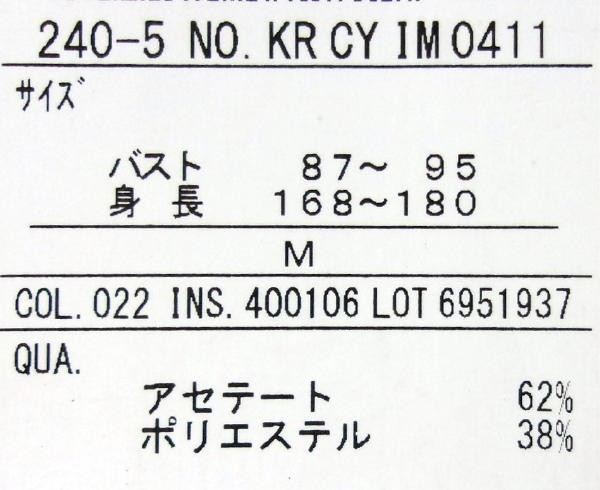 240-5 NO. KR CY IM 0411
サイズ
バスト 87～ 95
身 長 168～180
M
COL. 022 INS. 400106 LOT 6951937
QUA.
アセテート 62%
ポリエステル 38%